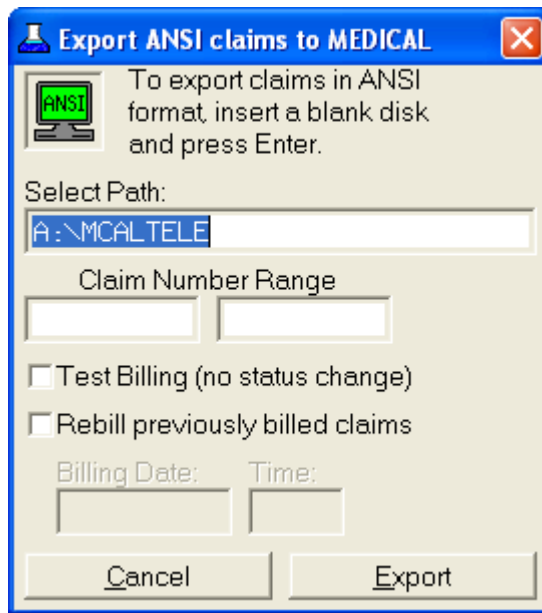 Export ANSI claims to MEDICAL
ANSI
To export claims in ANSI
format, insert a blank disk
and press Enter.
Select Path:
A:\MCALTELE
Claim Number Range
Test Billing (no status change)
Rebill previously billed claims
Billing Date: Time:
Cancel Export